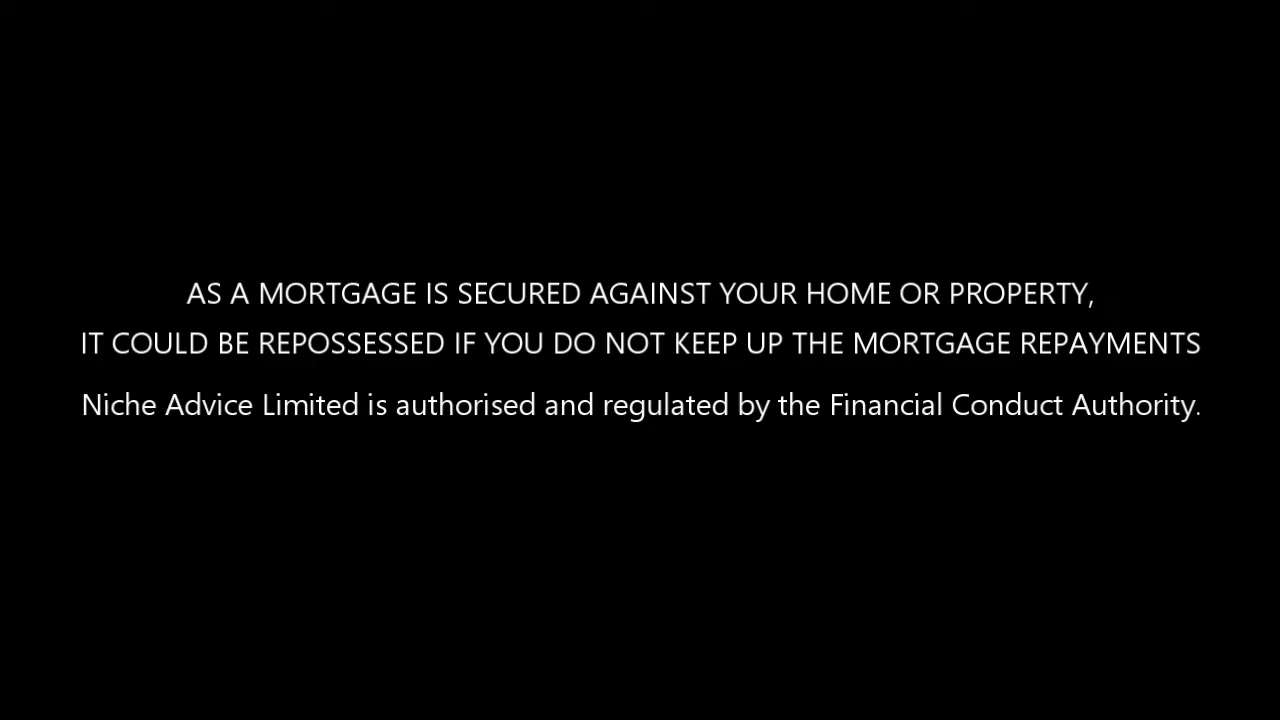 AS A MORTGAGE IS SECURED AGAINST YOUR HOME OR PROPERTY,
IT COULD BE REPOSSESSED IF YOU DO NOT KEEP UP THE MORTGAGE REPAYMENTS
Niche Advice Limited is authorised and regulated by the Financial Conduct Authority.